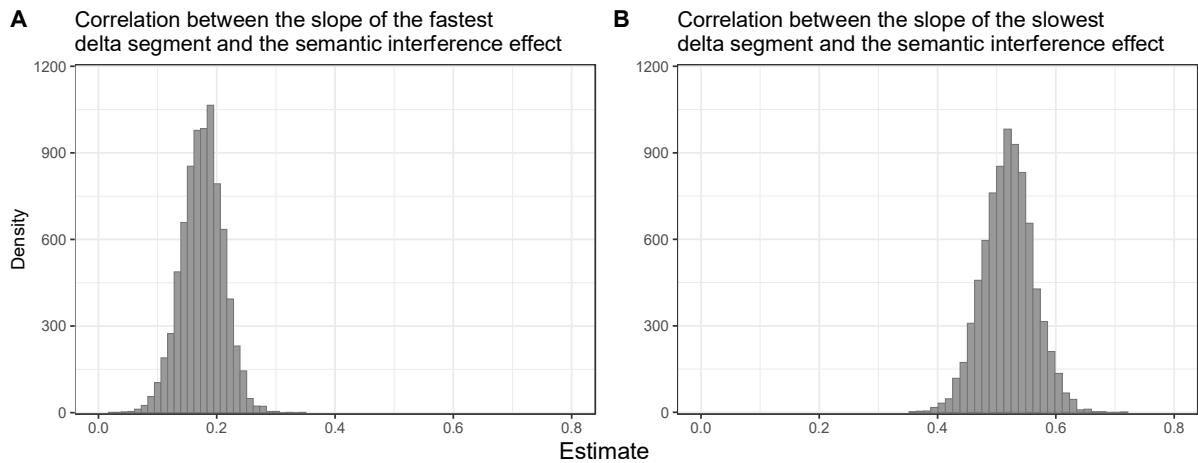 A
Correlation between the slope of the fastest
delta segment and the semantic interference effect
B
Correlation between the slope of the slowest
delta segment and the semantic interference effect
Density
1200
900
600
300
0
0.0 0.2 0.4 0.6 0.8
1200
900
600
300
0
0.0 0.2 0.4 0.6 0.8
Estimate